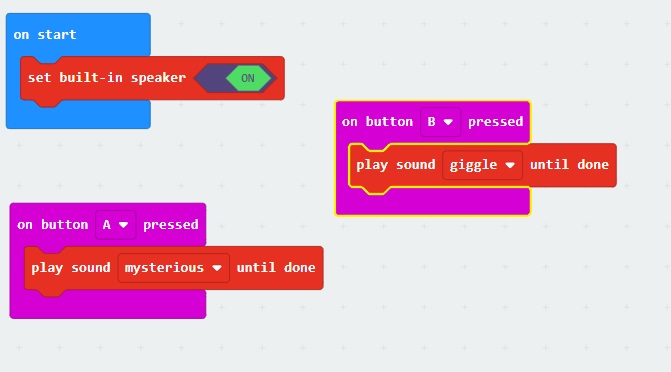 on start
set built-in speaker ON
on button B pressed
play sound giggle until done
on button A pressed
play sound mysterious until done